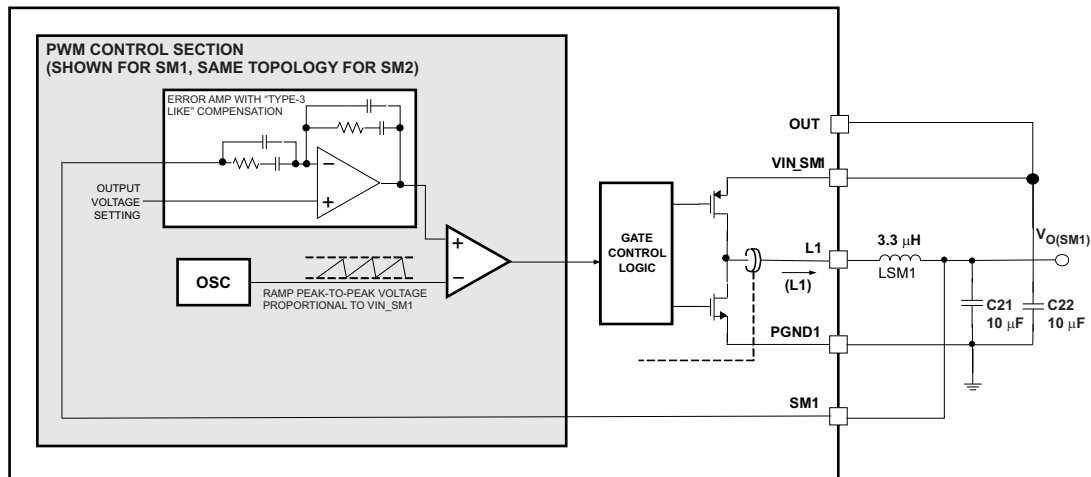 PWM CONTROL SECTION
(SHOWN FOR SM1, SAME TOPOLOGY FOR SM2)
ERROR AMP WITH “TYPE-3
LIKE” COMPENSATION
OUTPUT
VOLTAGE
SETTING
−
+
OSC
RAMP PEAK-TO-PEAK VOLTAGE
PROPORTIONAL TO VIN_SM1
+
−
GATE
CONTROL
LOGIC
OUT
VIN_SM1
L1
(L1)
PGND1
SM1
3.3 μH
LSM1
VO(SM1)
C21
10 μF
C22
10 μF